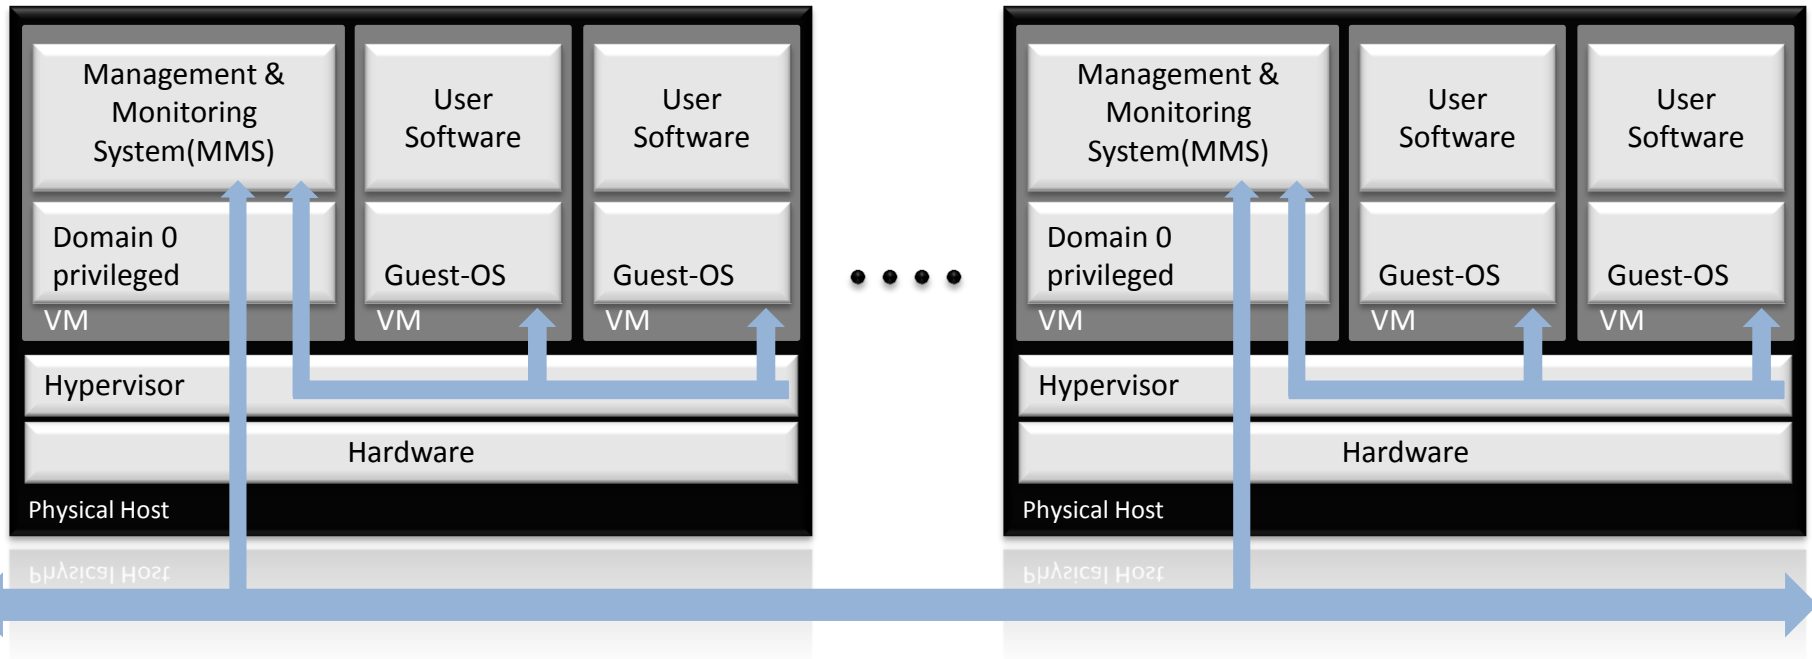 Management &
Monitoring
System(MMS)
User
Software
User
Software
Domain 0
privileged
Guest-OS
Guest-OS
VM
VM
VM
Hypervisor
Hardware
Physical Host
Management &
Monitoring
System(MMS)
User
Software
User
Software
Domain 0
privileged
Guest-OS
Guest-OS
VM
VM
VM
Hypervisor
Hardware
Physical Host